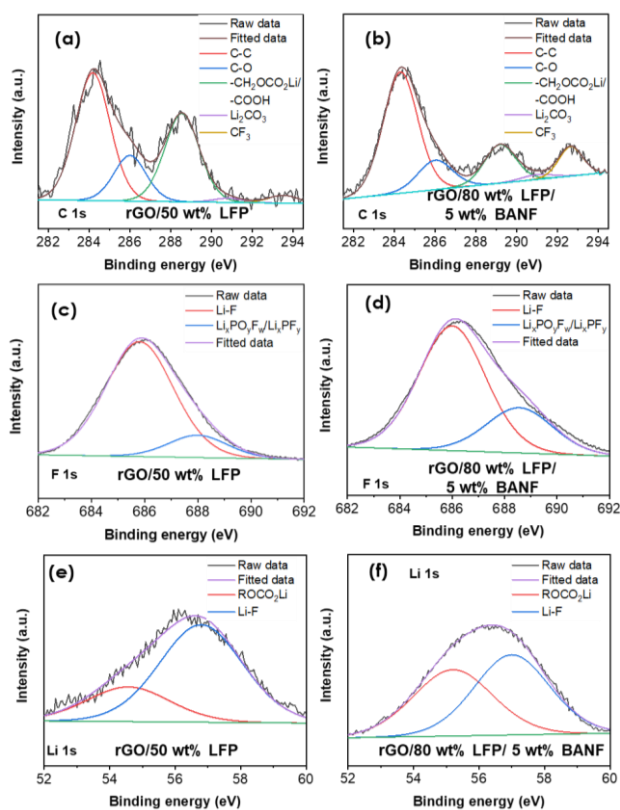 (a)
Raw data
Fitted data
C-C
C-O
-CH₂OCO₂Li/
-COOH
Li₂CO₃
CF₃
Intensity (a.u.)
C 1s
rGO/50 wt% LFP
282 284 286 288 290 292 294
Binding energy (eV)
(b)
Raw data
Fitted data
C-C
C-O
-CH₂OCO₂Li/
-COOH
Li₂CO₃
CF₃
Intensity (a.u.)
C 1s
rGO/80 wt% LFP/
5 wt% BANF
282 284 286 288 290 292 294
Binding energy (eV)
(c)
Raw data
Li-F
LiₓPOᵧF_w/LiₓPFᵧ
Fitted data
Intensity (a.u.)
F 1s
rGO/50 wt% LFP
682 684 686 688 690 692
Binding energy (eV)
(d)
Raw data
Li-F
LiₓPOᵧF_w/LiₓPFᵧ
Fitted data
Intensity (a.u.)
rGO/80 wt% LFP/
5 wt% BANF
F 1s
682 684 686 688 690 692
Binding energy (eV)
(e)
Raw data
Fitted data
ROCO₂Li
Li-F
Intensity (a.u.)
Li 1s
rGO/50 wt% LFP
52 54 56 58 60
Binding energy (eV)
(f)
Li 1s
Raw data
Fitted data
ROCO₂Li
Li-F
Intensity (a.u.)
rGO/80 wt% LFP/ 5 wt% BANF
52 54 56 58 60
Binding energy (eV)